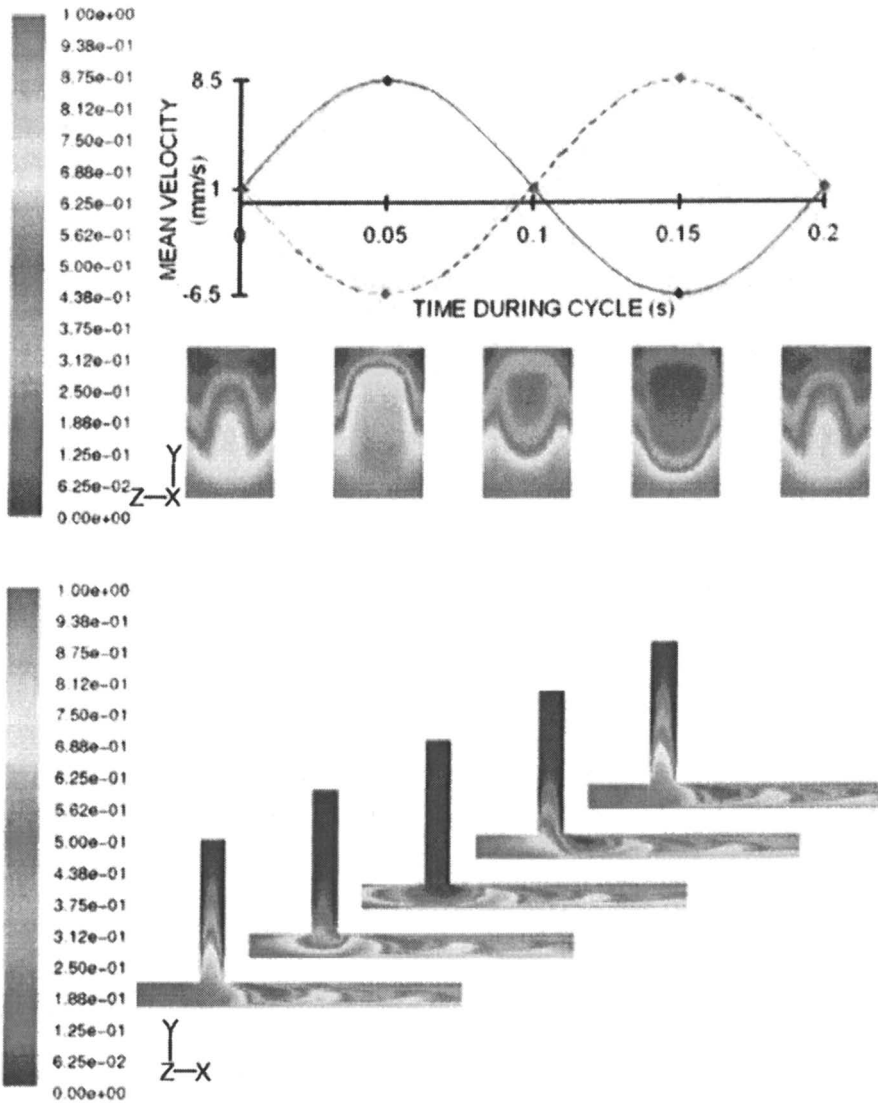 1.00e+00
9.38e-01
8.75e-01
8.12e-01
7.50e-01
6.88e-01
6.25e-01
5.62e-01
5.00e-01
4.38e-01
3.75e-01
3.12e-01
2.50e-01
1.88e-01
1.25e-01
6.25e-02
0.00e+00
MEAN VELOCITY
(mm/s)
8.5
1
-6.5
0 0.05 0.1 0.15 0.2
TIME DURING CYCLE (s)
Y
Z X
1.00e+00
9.38e-01
8.75e-01
8.12e-01
7.50e-01
6.88e-01
6.25e-01
5.62e-01
5.00e-01
4.38e-01
3.75e-01
3.12e-01
2.50e-01
1.88e-01
1.25e-01
6.25e-02
0.00e+00
Y
Z X